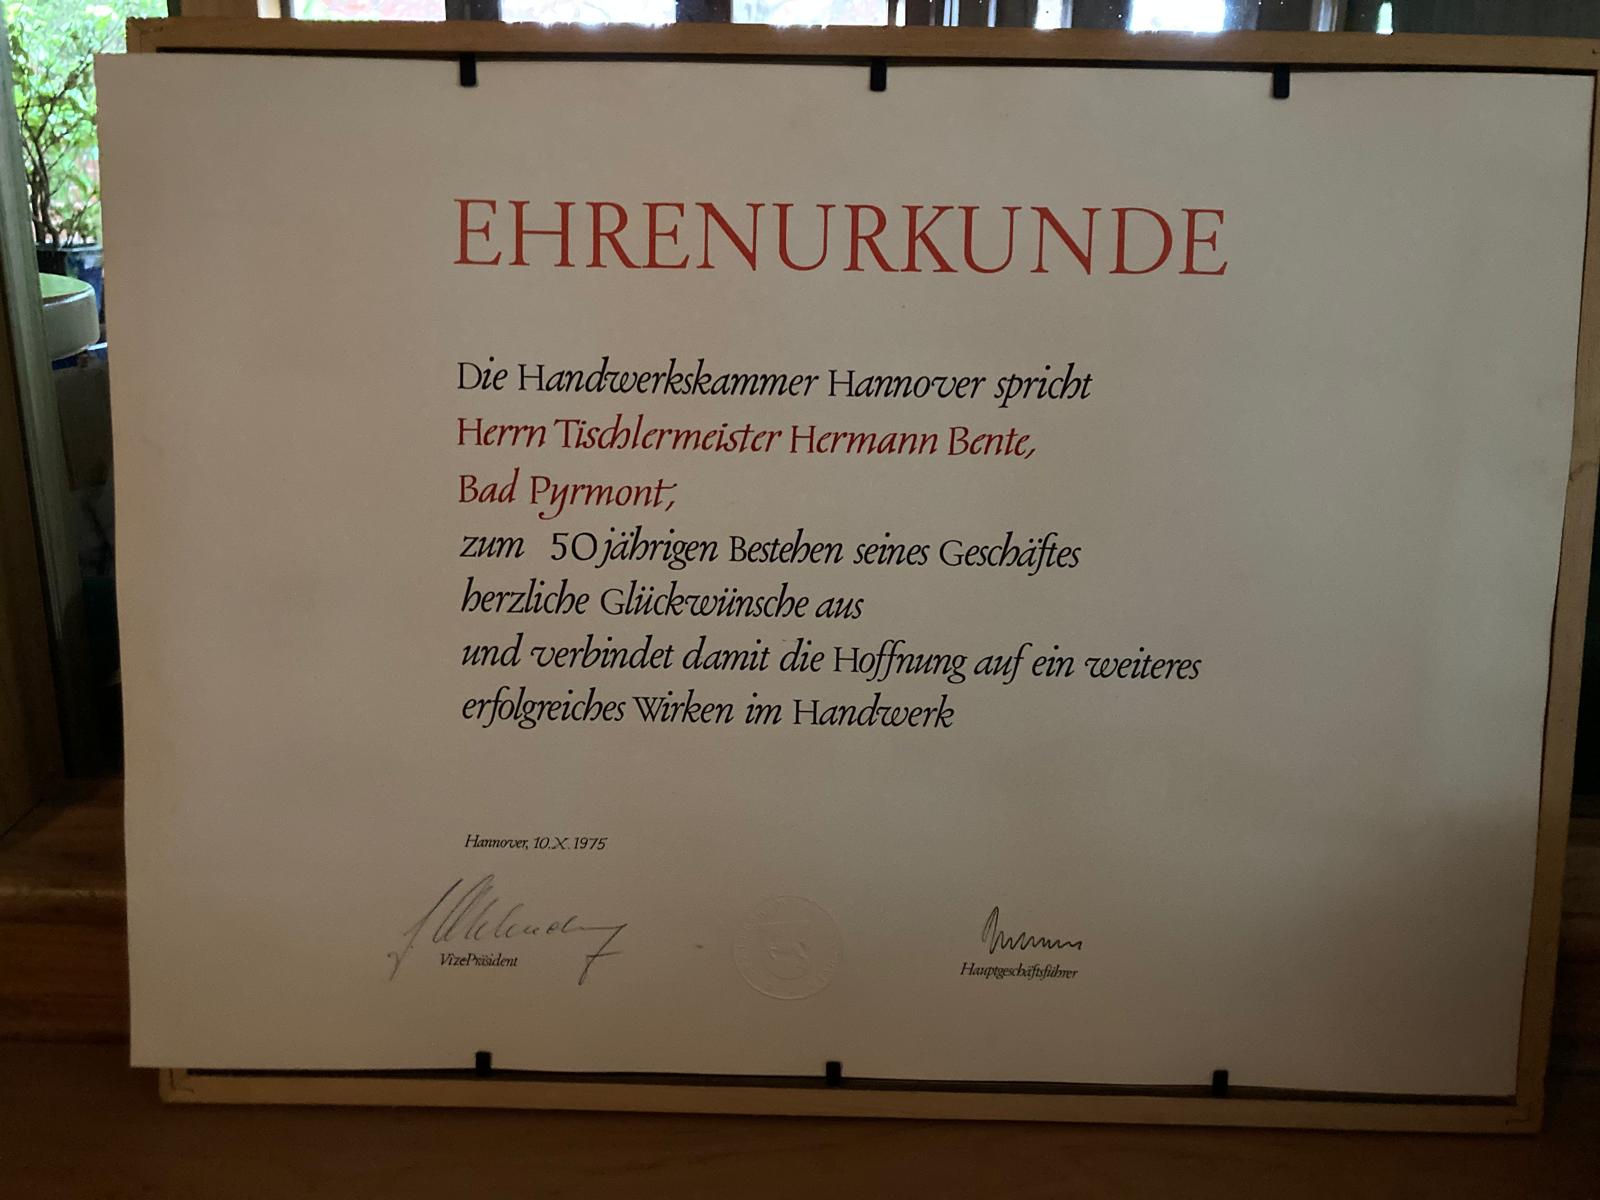 EHRENURKUNDE
Die Handwerkskammer Hannover spricht
Herrn Tischlermeister Hermann Bente,
Bad Pyrmont,
zum 50jährigen Bestehen seines Geschäftes
herzliche Glückwünsche aus
und verbindet damit die Hoffnung auf ein weiteres
erfolgreiches Wirken im Handwerk
Hannover, 10.X.1975
VizePräsident
Hauptgeschäftsführer